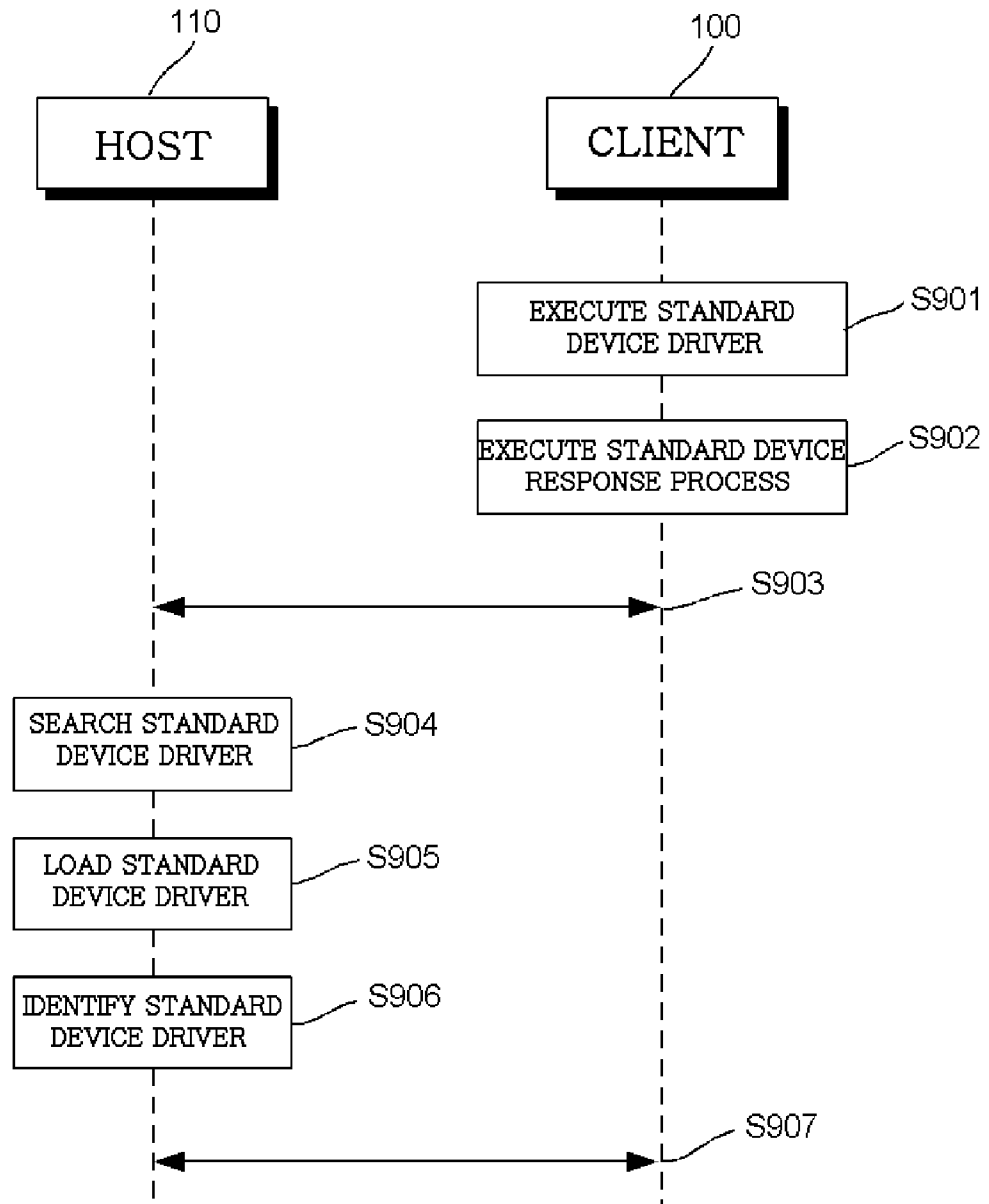 110
100
HOST
CLIENT
EXECUTE STANDARD
DEVICE DRIVER
S901
EXECUTE STANDARD DEVICE
RESPONSE PROCESS
S902
S903
SEARCH STANDARD
DEVICE DRIVER
S904
LOAD STANDARD
DEVICE DRIVER
S905
IDENTIFY STANDARD
DEVICE DRIVER
S906
S907